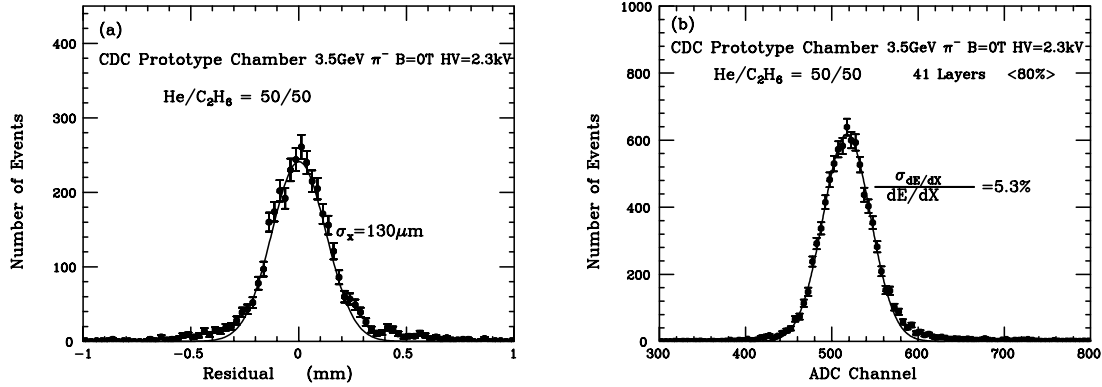 (a)
CDC Prototype Chamber 3.5GeV π⁻ B=0T HV=2.3kV
He/C₂H₆ = 50/50
σₓ=130μm
Number of Events
0
100
200
300
400
−1
−0.5
0
0.5
1
Residual (mm)
(b)
CDC Prototype Chamber 3.5GeV π⁻ B=0T HV=2.3kV
He/C₂H₆ = 50/50 41 Layers <80%>
σdE/dX
dE/dX
=5.3%
Number of Events
0
200
400
600
800
1000
300
400
500
600
700
800
ADC Channel